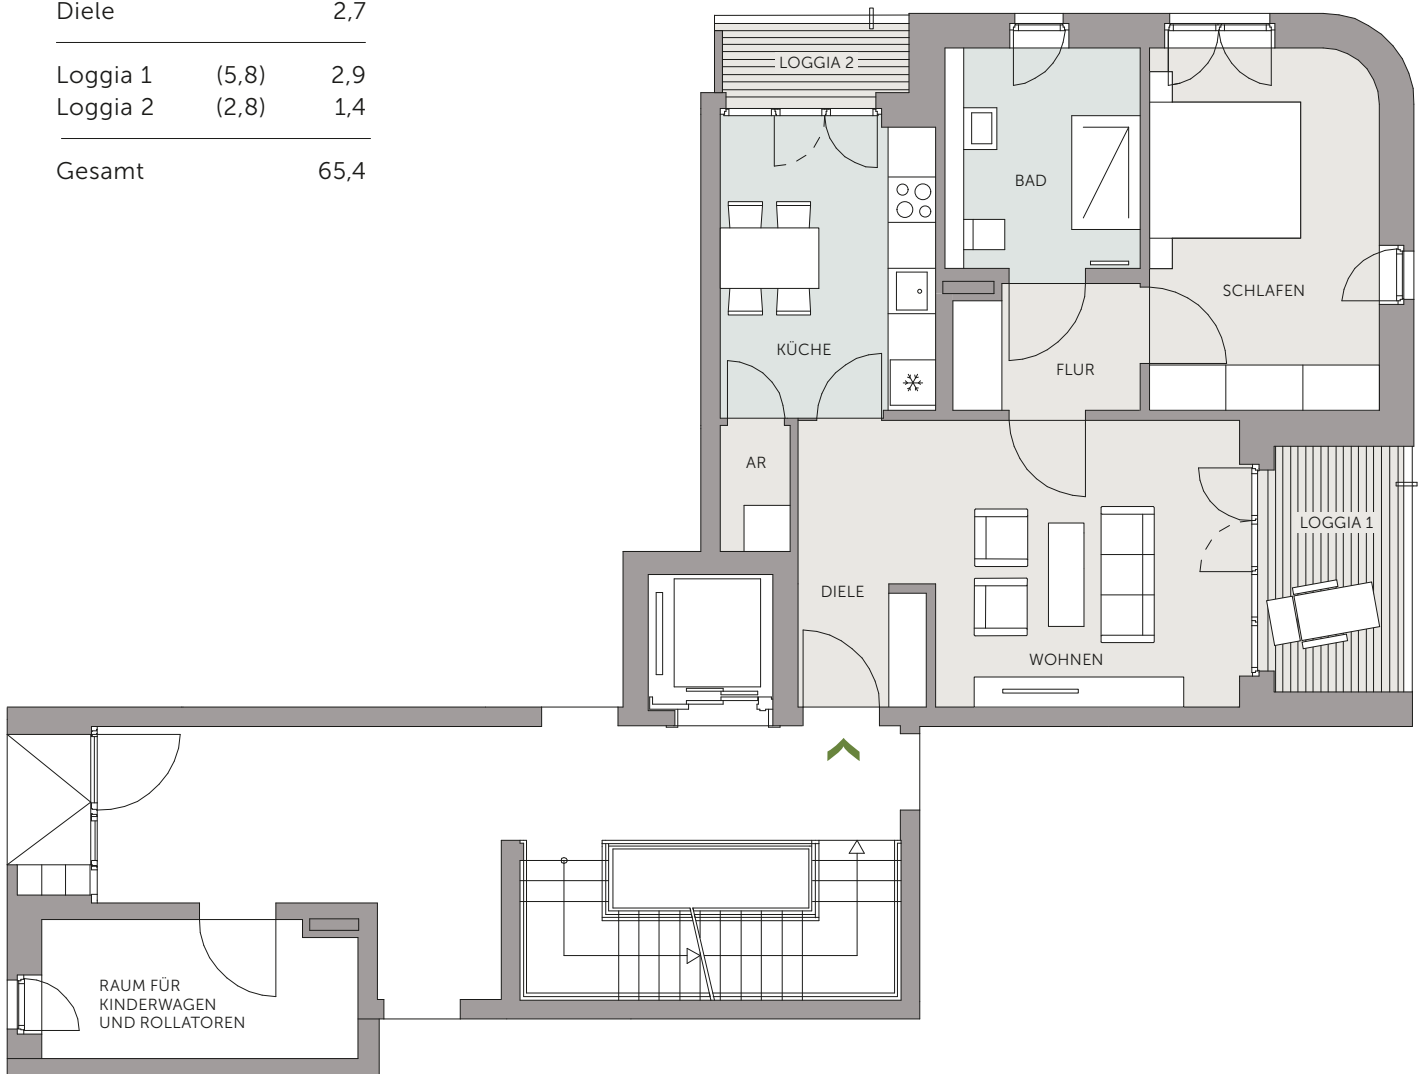 Diele 2,7
Loggia 1 (5,8) 2,9
Loggia 2 (2,8) 1,4
Gesamt 65,4
LOGGIA 2
BAD
SCHLAFEN
KÜCHE
FLUR
AR
LOGGIA 1
DIELE
WOHNEN
RAUM FÜR
KINDERWAGEN
UND ROLLATOREN